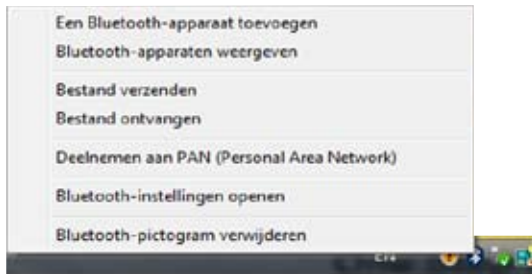 Een Bluetooth-apparaat toevoegen
Bluetooth-apparaten weergeven
Bestand verzenden
Bestand ontvangen
Deelnemen aan PAN (Personal Area Network)
Bluetooth-instellingen openen
Bluetooth-pictogram verwijderen